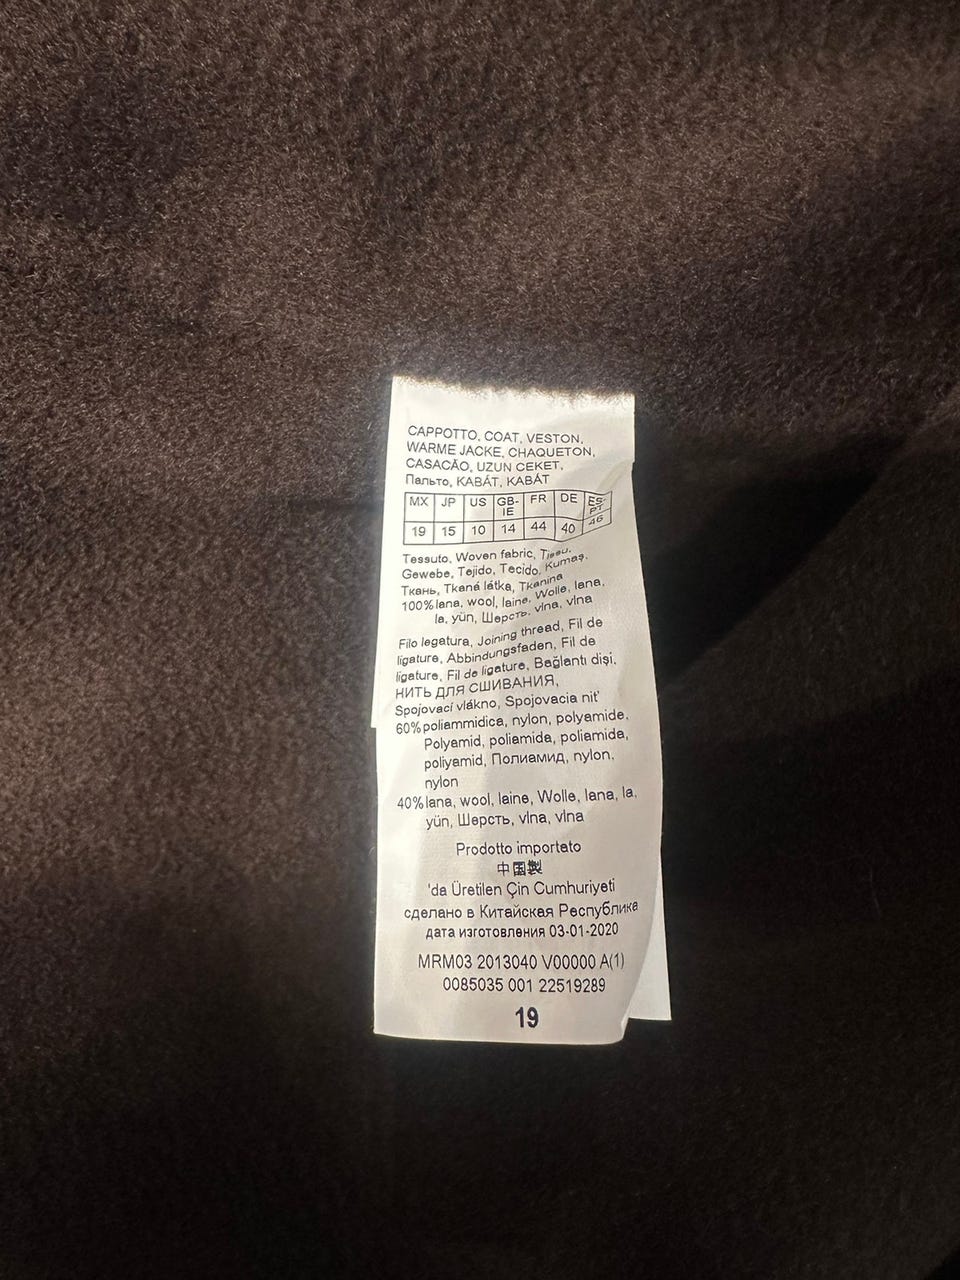 CAPPOTTO, COAT, VESTON,
WARME JACKE, CHAQUETON,
CASACÃO, UZUN CEKET,
Пальто, KABÁT, KABÁT
MX JP US GB-IE FR DE ES-PT
19 15 10 14 44 40 46
Tessuto, Woven fabric, Tissu,
Gewebe, Tejido, Tecido, Kumaş,
Ткань, Tkaná látka, Tkanina
100% lana, wool, laine, Wolle, lana,
la, yün, Шерсть, vlna, vlna
Filo legatura, Joining thread, Fil de
ligature, Abbindungsfaden, Fil de
ligature, Fil de ligature, Bağlantı dişi,
НИТЬ ДЛЯ СШИВАНИЯ,
Spojovací vlákno, Spojovacia niť
60% poliammidica, nylon, polyamide,
Polyamid, poliamida, poliamida,
poliyamid, Полиамид, nylon,
nylon
40% lana, wool, laine, Wolle, lana, la,
yün, Шерсть, vlna, vlna
Prodotto importato
中国製
'da Üretilen Çin Cumhuriyeti
сделано в Китайская Республика
дата изготовления 03-01-2020
MRM03 2013040 V00000 A(1)
0085035 001 22519289
19